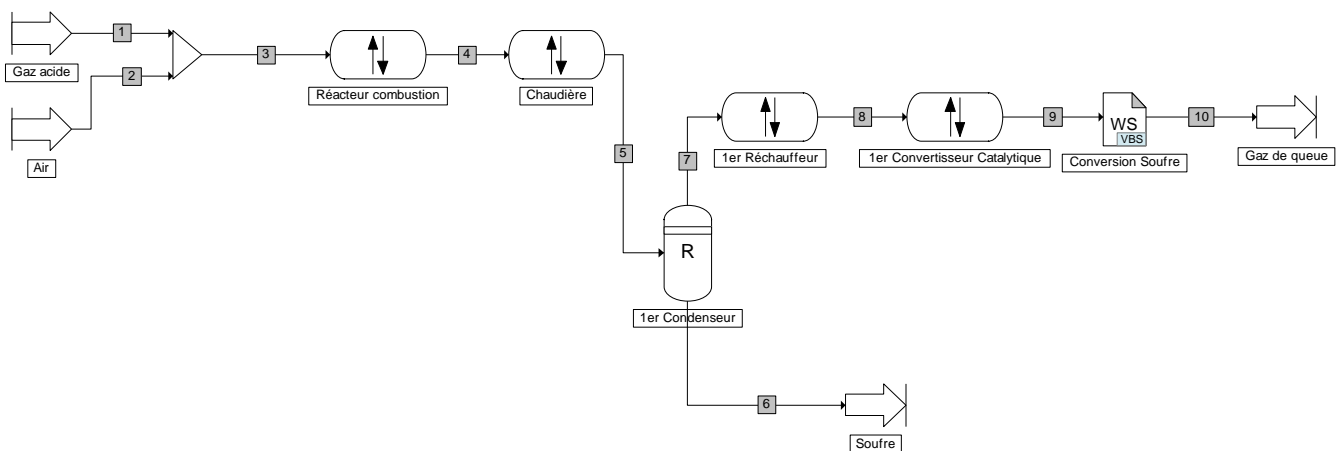 1
Gaz acide
2
Air
3
Réacteur combustion
4
Chaudière
5
7
1er Réchauffeur
8
1er Convertisseur Catalytique
9
WS
VBS
Conversion Soufre
10
Gaz de queue
R
1er Condenseur
6
Soufre